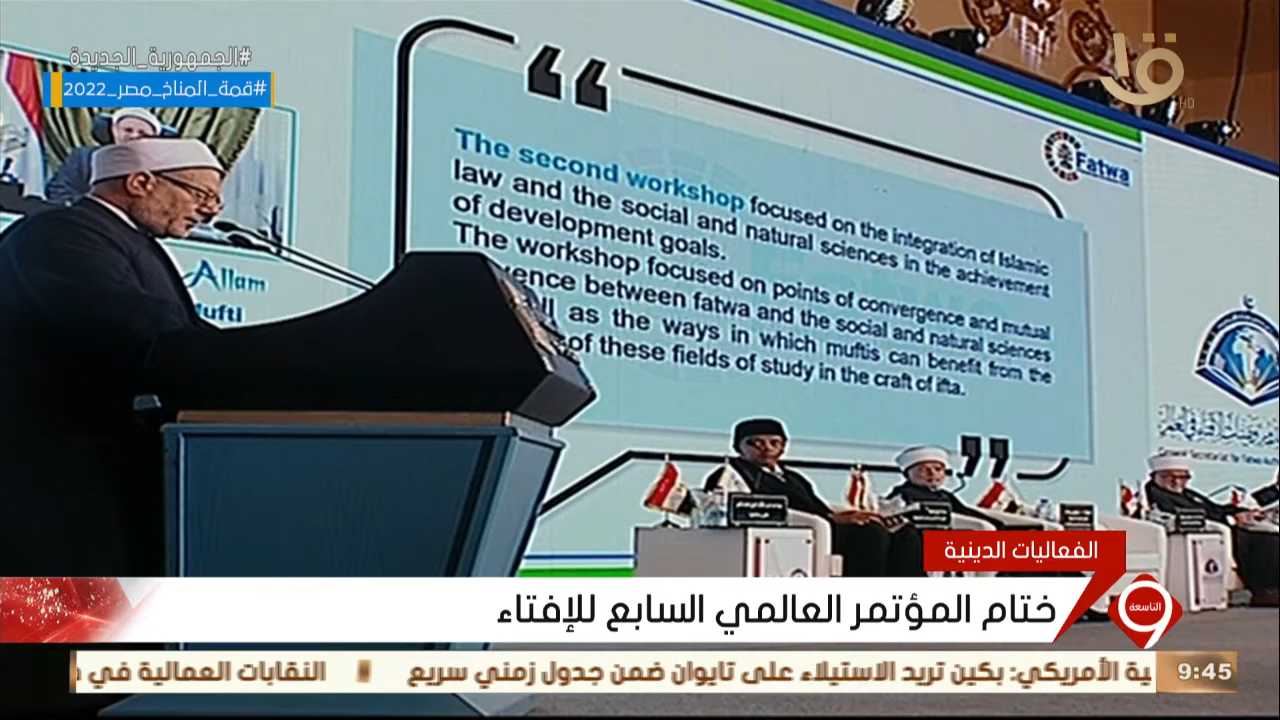 #الجمهورية_الجديدة
#قمة_المناخ_مصر_2022
HD
Fatwa
The second workshop focused on the integration of Islamic
law and the social and natural sciences in the achievement
of development goals.
The workshop focused on points of convergence and mutual
between fatwa and the social and natural sciences
as the ways in which muftis can benefit from the
of these fields of study in the craft of ifta.
Allam
الفعاليات الدينية
ختام المؤتمر العالمي السابع للإفتاء
التاسعة
9
ية الأمريكي: بكين تريد الاستيلاء على تايوان ضمن جدول زمني سريع
النقابات العمالية في
9:45